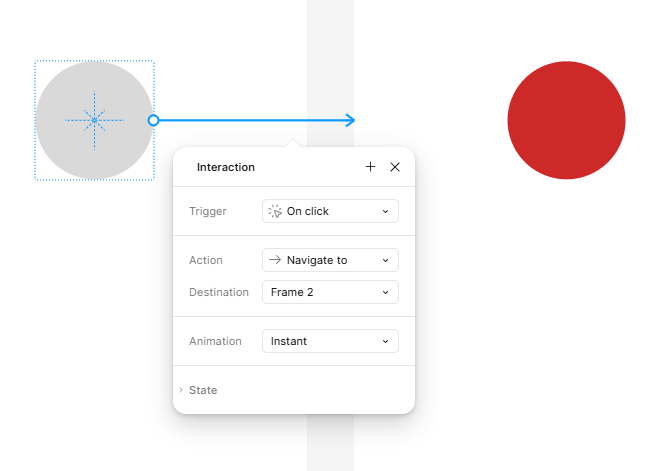 Interaction
Trigger On click
Action Navigate to
Destination Frame 2
Animation Instant
State